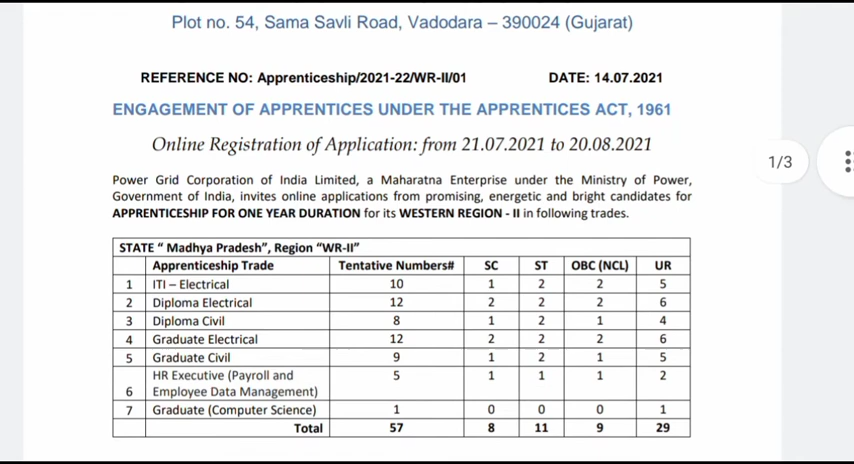 Plot no. 54, Sama Savli Road, Vadodara – 390024 (Gujarat)
REFERENCE NO: Apprenticeship/2021-22/WR-II/01 DATE: 14.07.2021
ENGAGEMENT OF APPRENTICES UNDER THE APPRENTICES ACT, 1961
Online Registration of Application: from 21.07.2021 to 20.08.2021
1/3
Power Grid Corporation of India Limited, a Maharatna Enterprise under the Ministry of Power,
Government of India, invites online applications from promising, energetic and bright candidates for
APPRENTICESHIP FOR ONE YEAR DURATION for its WESTERN REGION - II in following trades.
STATE “ Madhya Pradesh”, Region “WR-II”
Apprenticeship Trade Tentative Numbers# SC ST OBC (NCL) UR
1 ITI – Electrical 10 1 2 2 5
2 Diploma Electrical 12 2 2 2 6
3 Diploma Civil 8 1 2 1 4
4 Graduate Electrical 12 2 2 2 6
5 Graduate Civil 9 1 2 1 5
HR Executive (Payroll and 5 1 1 1 2
6 Employee Data Management)
7 Graduate (Computer Science) 1 0 0 0 1
Total 57 8 11 9 29